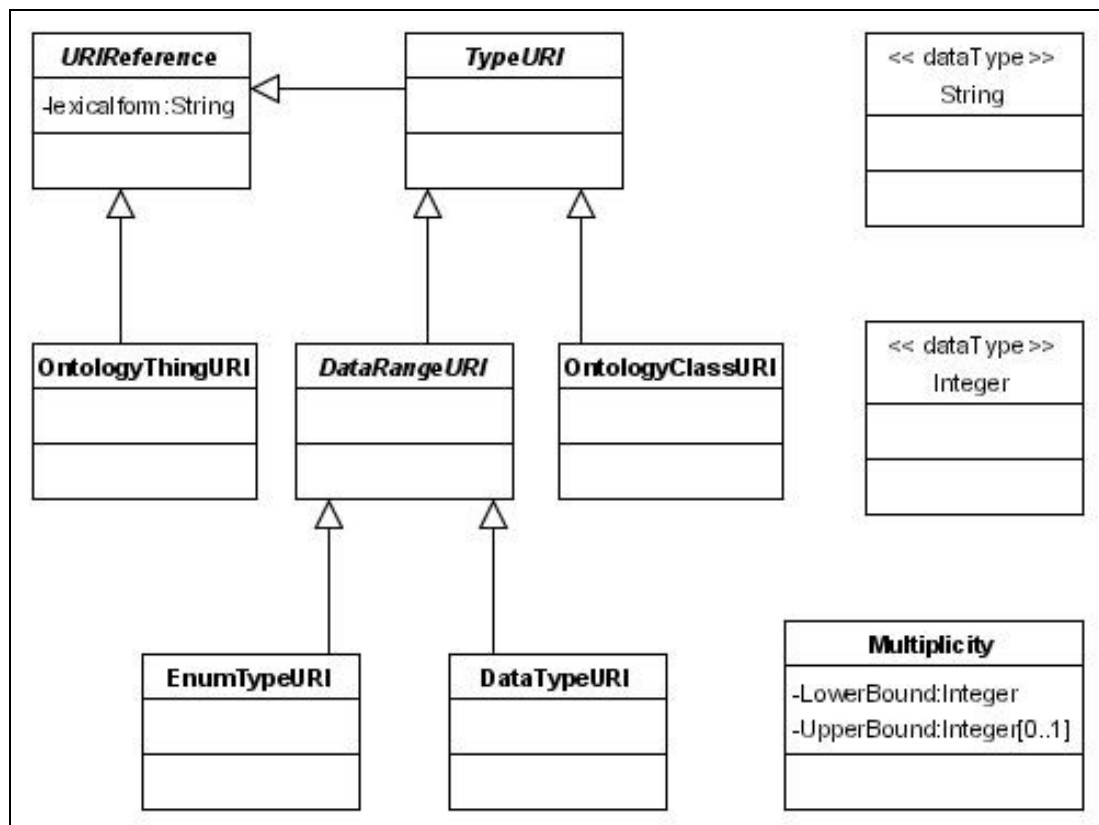 URIReference
-lexicalform:String
TypeURI
<< dataType >>
String
OntologyThingURI
DataRangeURI
OntologyClassURI
<< dataType >>
Integer
EnumTypeURI
DataTypeURI
Multiplicity
-LowerBound:Integer
-UpperBound:Integer[0..1]